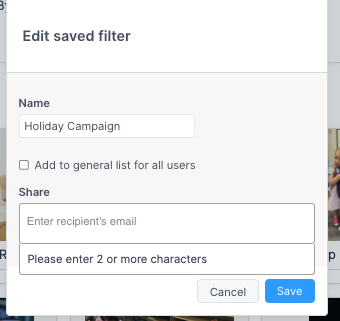 Edit saved filter
Name
Holiday Campaign
Add to general list for all users
Share
Enter recipient's email
Please enter 2 or more characters
Cancel
Save